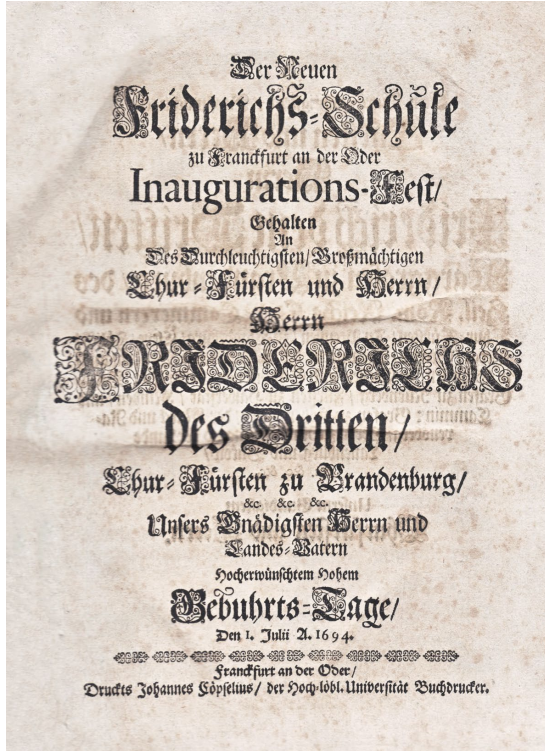 Der Neuen
Friderichs-Schule
zu Franckfurt an der Oder
Inaugurations-Fest/
Gehalten
An
Des Durchleuchtigsten/Großmächtigen
Chur-Fürsten und Herrn/
Herrn
FRIDERICHS
des Dritten/
Chur-Fürsten zu Brandenburg/
&c. &c. &c.
Unsers Gnädigsten Herrn und
Landes-Vatern
Hocherwünschtem Hohem
Gebuhrts-Tage/
Den 1. Julii A. 1694.
Franckfurt an der Oder/
Druckts Johannes Cöpselius/ der Hoch-löbl. Universität Buchdrucker.